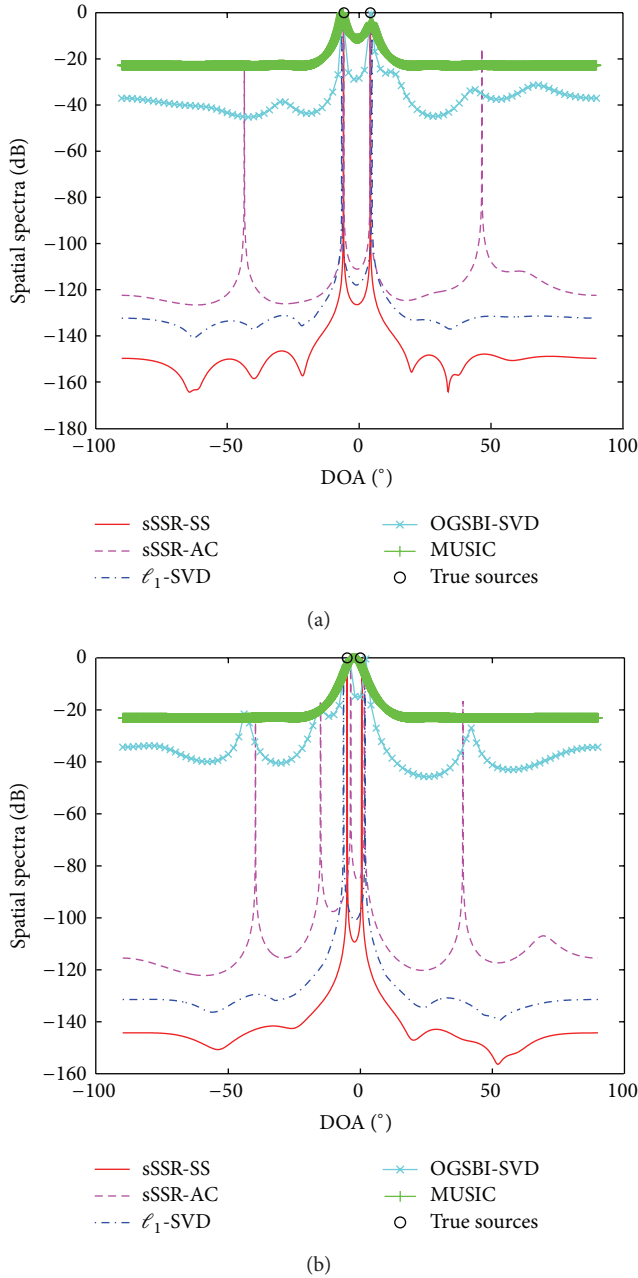 0
−20
−40
−60
−80
−100
−120
−140
−160
−180
Spatial spectra (dB)
−100 −50 0 50 100
DOA (°)
sSSR-SS
sSSR-AC
ℓ1-SVD
OGSBI-SVD
MUSIC
True sources
(a)
0
−20
−40
−60
−80
−100
−120
−140
−160
Spatial spectra (dB)
−100 −50 0 50 100
DOA (°)
sSSR-SS
sSSR-AC
ℓ1-SVD
OGSBI-SVD
MUSIC
True sources
(b)